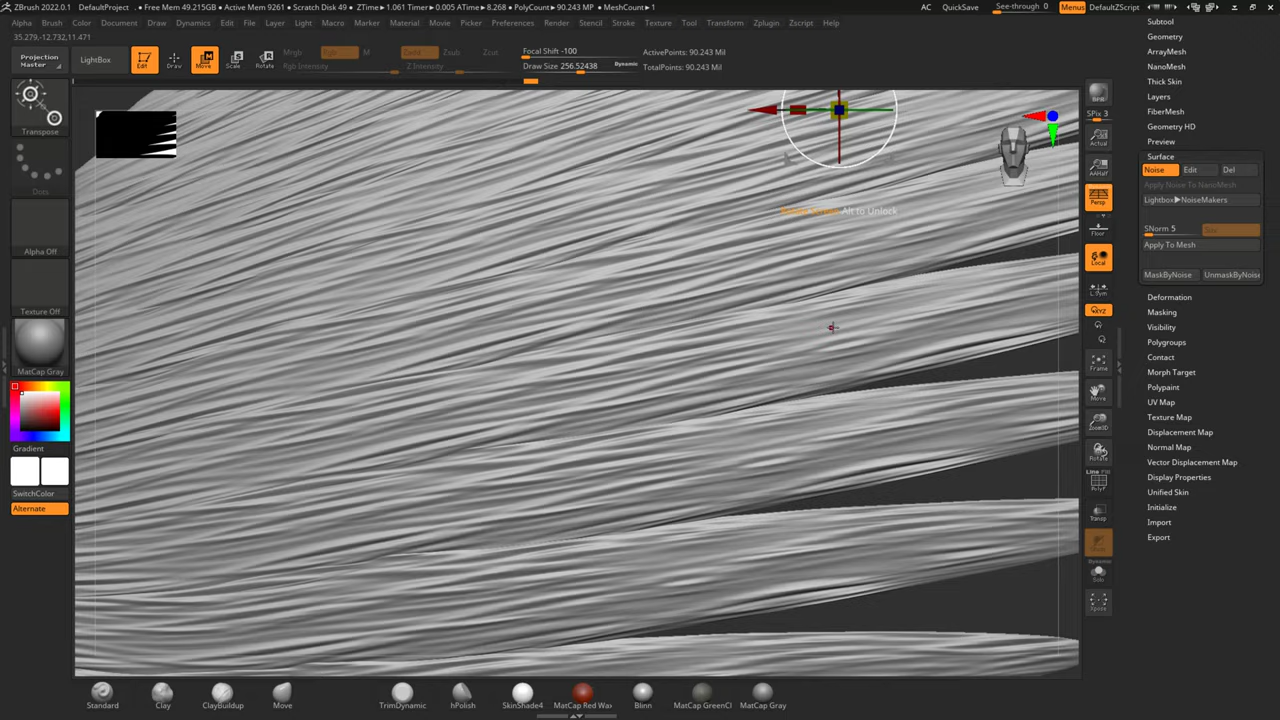 ZBrush 2022.0.1 DefaultProject • Free Mem 49.215GB • Active Mem 9261 • Scratch Disk 49 • ZTime▸1.061 Timer▸0.005 ATime▸8.268 • PolyCount▸90.243 MP • MeshCount▸1 AC QuickSave See-through 0 Menus DefaultZScript
Alpha Brush Color Document Draw Dynamics Edit File Layer Light Macro Marker Material Movie Picker Preferences Render Stencil Stroke Texture Tool Transform Zplugin Zscript Help
35.279,-12.732,11.471
Projection Master
LightBox
Edit
Draw
Move
Scale
Rotate
Mrgb Rgb M
Rgb Intensity
Zadd Zsub Zcut
Z Intensity
Focal Shift -100
Draw Size 256.52438 Dynamic
ActivePoints: 90.243 Mil
TotalPoints: 90.243 Mil
Transpose
Dots
Alpha Off
Texture Off
MatCap Gray
Gradient
SwitchColor
Alternate
Alt to Unlock
BPR
SPix 3
Actual
AAHalf
Persp
Floor
Local
L.Sym
XYZ
Frame
Move
Zoom3D
Rotate
Line Fill
PolyF
Transp
Dynamic
Solo
Xpose
Subtool
Geometry
ArrayMesh
NanoMesh
Thick Skin
Layers
FiberMesh
Geometry HD
Preview
Surface
Noise Edit Del
Apply Noise To NanoMesh
Lightbox▸NoiseMakers
SNorm 5
Apply To Mesh
MaskByNoise UnmaskByNoise
Deformation
Masking
Visibility
Polygroups
Contact
Morph Target
Polypaint
UV Map
Texture Map
Displacement Map
Normal Map
Vector Displacement Map
Display Properties
Unified Skin
Initialize
Import
Export
Standard Clay ClayBuildup Move TrimDynamic hPolish SkinShade4 MatCap Red Wax Blinn MatCap GreenCl MatCap Gray